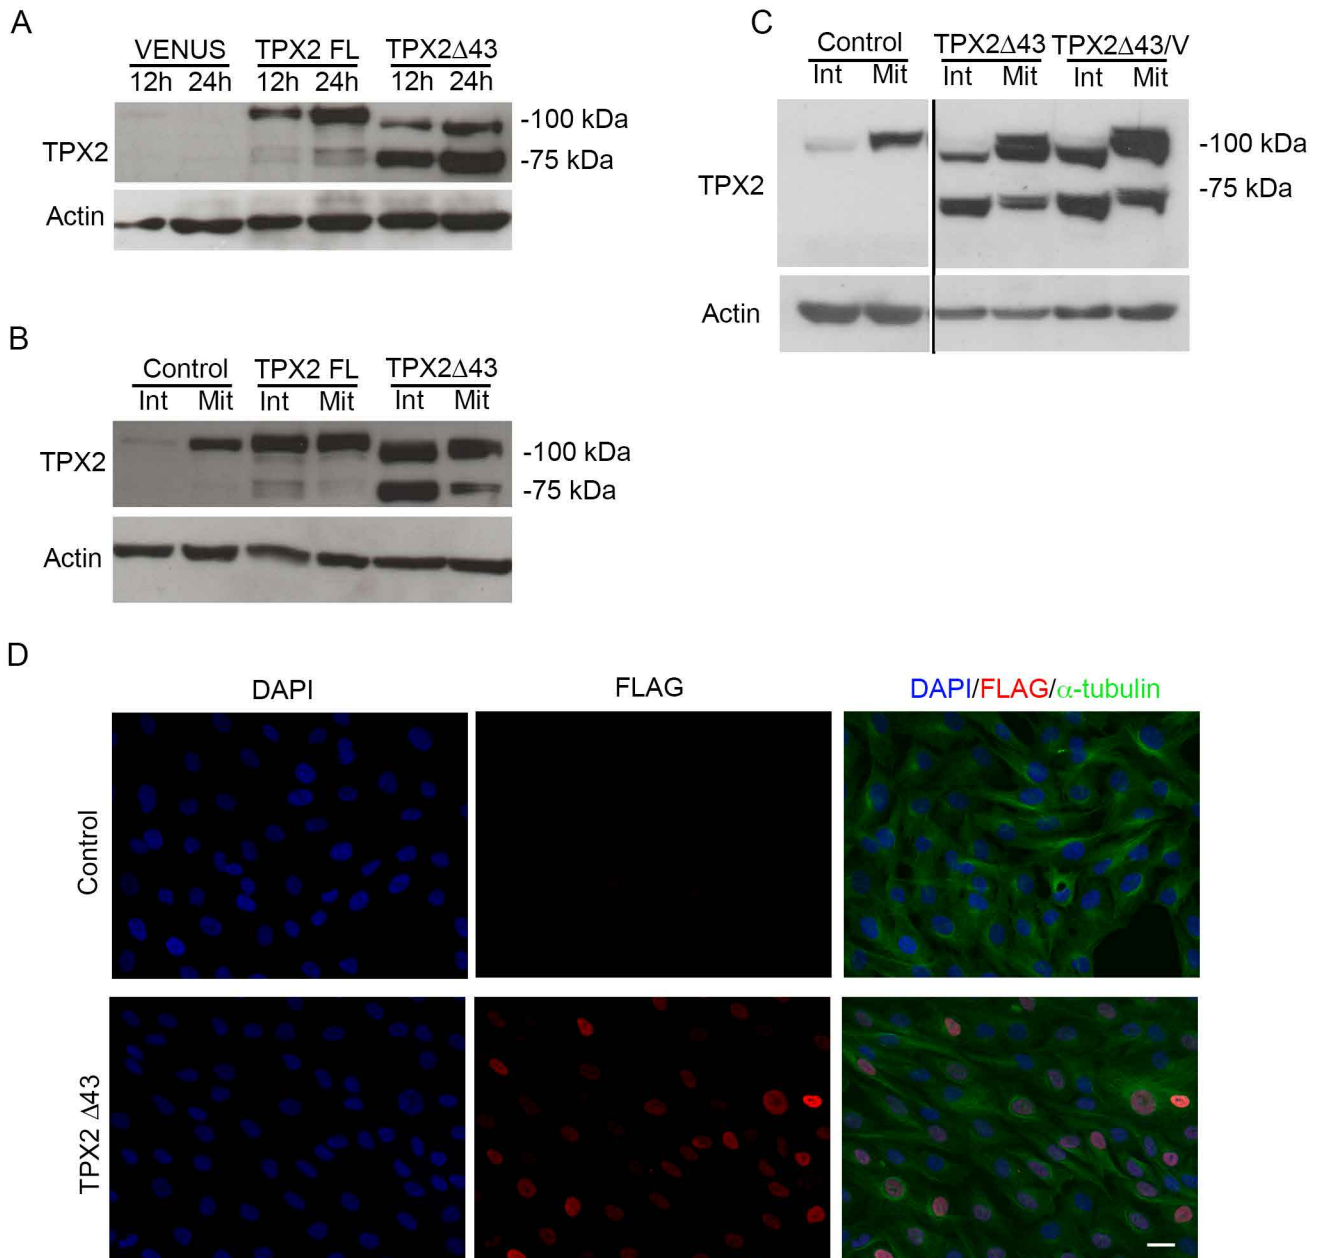 A
VENUS TPX2 FL TPX2Δ43
12h 24h 12h 24h 12h 24h
-100 kDa
TPX2
-75 kDa
Actin
B
Control TPX2 FL TPX2Δ43
Int Mit Int Mit Int Mit
-100 kDa
TPX2
-75 kDa
Actin
C
Control TPX2Δ43 TPX2Δ43/V
Int Mit Int Mit Int Mit
-100 kDa
TPX2
-75 kDa
Actin
D
DAPI FLAG DAPI/FLAG/α-tubulin
Control
TPX2 Δ43